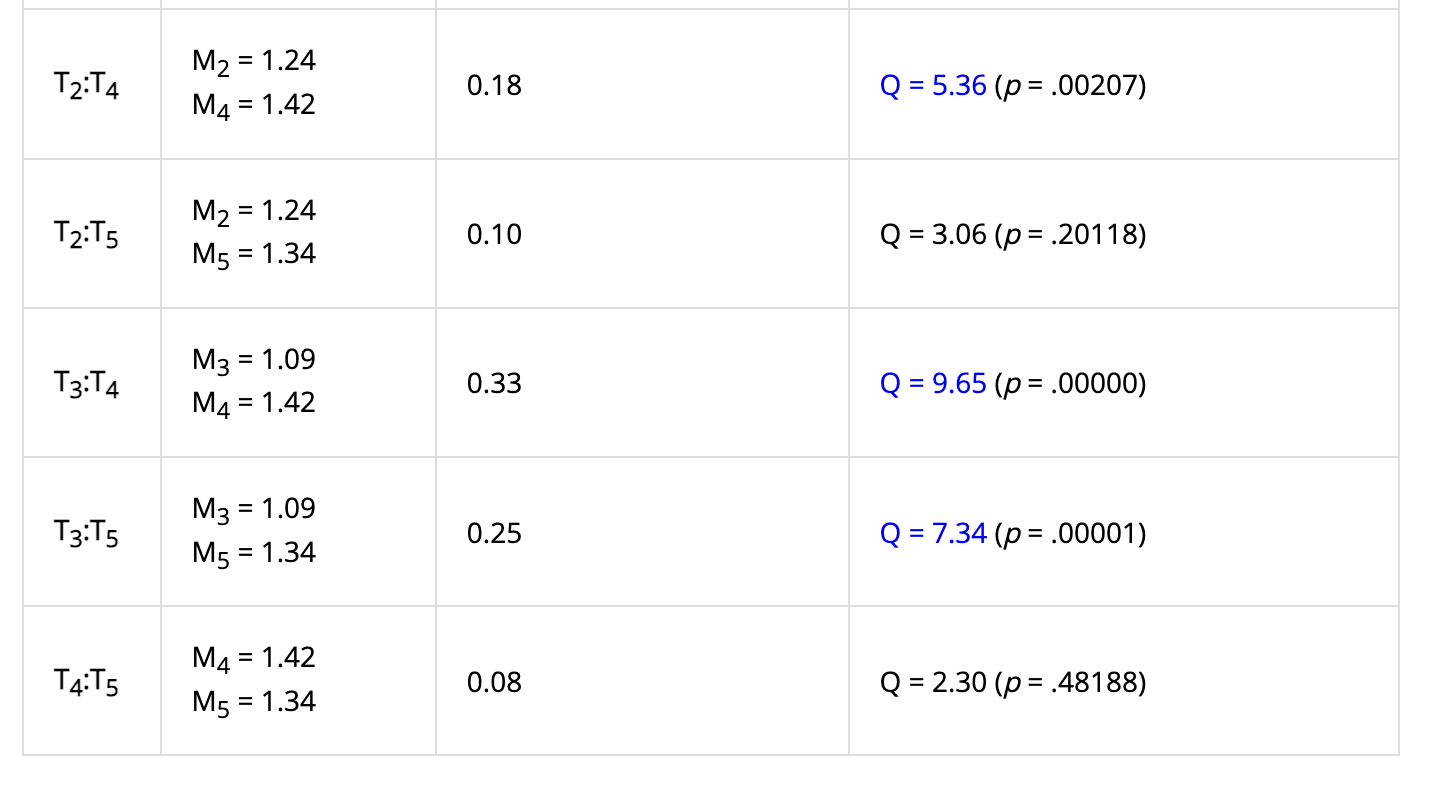 T2:T4
M2 = 1.24
M4 = 1.42
0.18
Q = 5.36 (p = .00207)
T2:T5
M2 = 1.24
M5 = 1.34
0.10
Q = 3.06 (p = .20118)
T3:T4
M3 = 1.09
M4 = 1.42
0.33
Q = 9.65 (p = .00000)
T3:T5
M3 = 1.09
M5 = 1.34
0.25
Q = 7.34 (p = .00001)
T4:T5
M4 = 1.42
M5 = 1.34
0.08
Q = 2.30 (p = .48188)